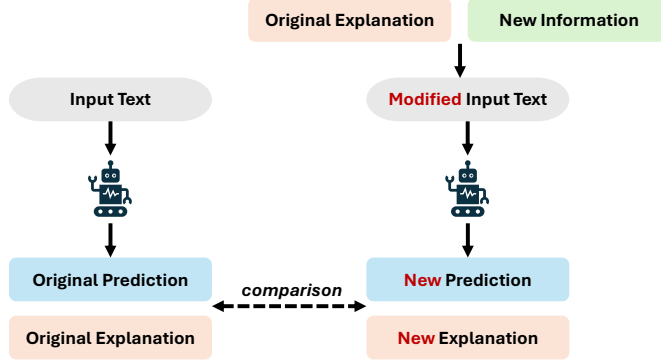 Original Explanation
New Information
Input Text
Modified Input Text
Original Prediction
comparison
New Prediction
Original Explanation
New Explanation